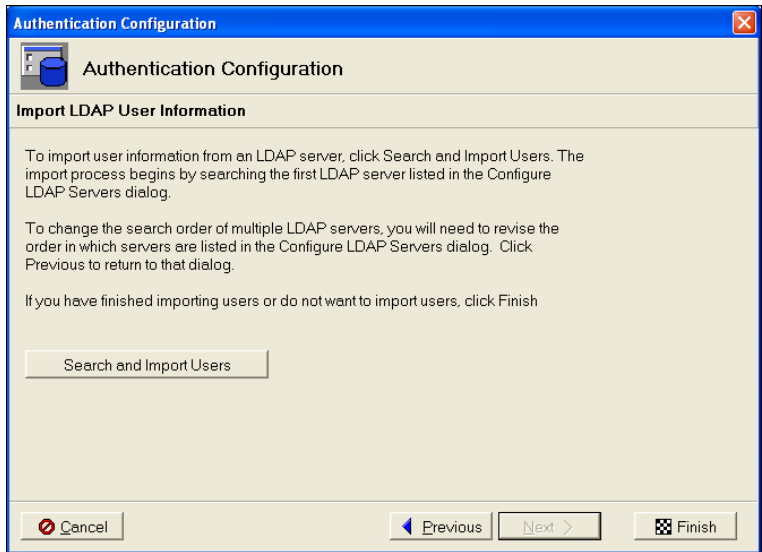 Authentication Configuration
Authentication Configuration
Import LDAP User Information
To import user information from an LDAP server, click Search and Import Users. The
import process begins by searching the first LDAP server listed in the Configure
LDAP Servers dialog.
To change the search order of multiple LDAP servers, you will need to revise the
order in which servers are listed in the Configure LDAP Servers dialog. Click
Previous to return to that dialog.
If you have finished importing users or do not want to import users, click Finish
Search and Import Users
Cancel
Previous
Next >
Finish